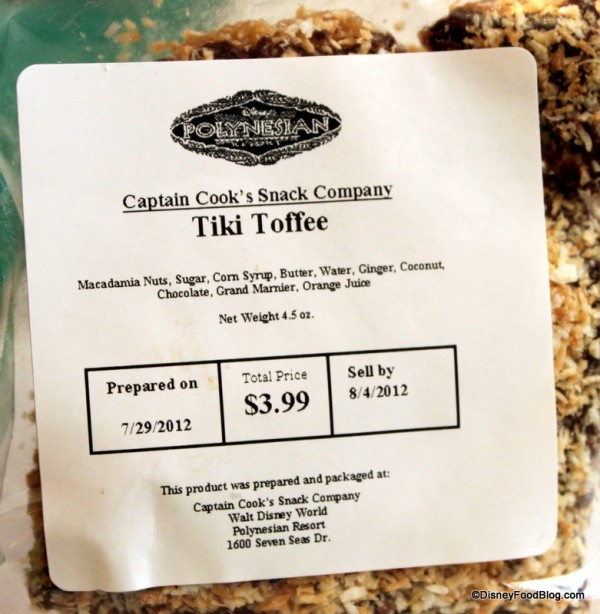 Disney's
POLYNESIAN
RESORT
Captain Cook's Snack Company
Tiki Toffee
Macadamia Nuts, Sugar, Corn Syrup, Butter, Water, Ginger, Coconut,
Chocolate, Grand Marnier, Orange Juice
Net Weight 4.5 oz.
Prepared on
7/29/2012
Total Price
$3.99
Sell by
8/4/2012
This product was prepared and packaged at:
Captain Cook's Snack Company
Walt Disney World
Polynesian Resort
1600 Seven Seas Dr.
©DisneyFoodBlog.com